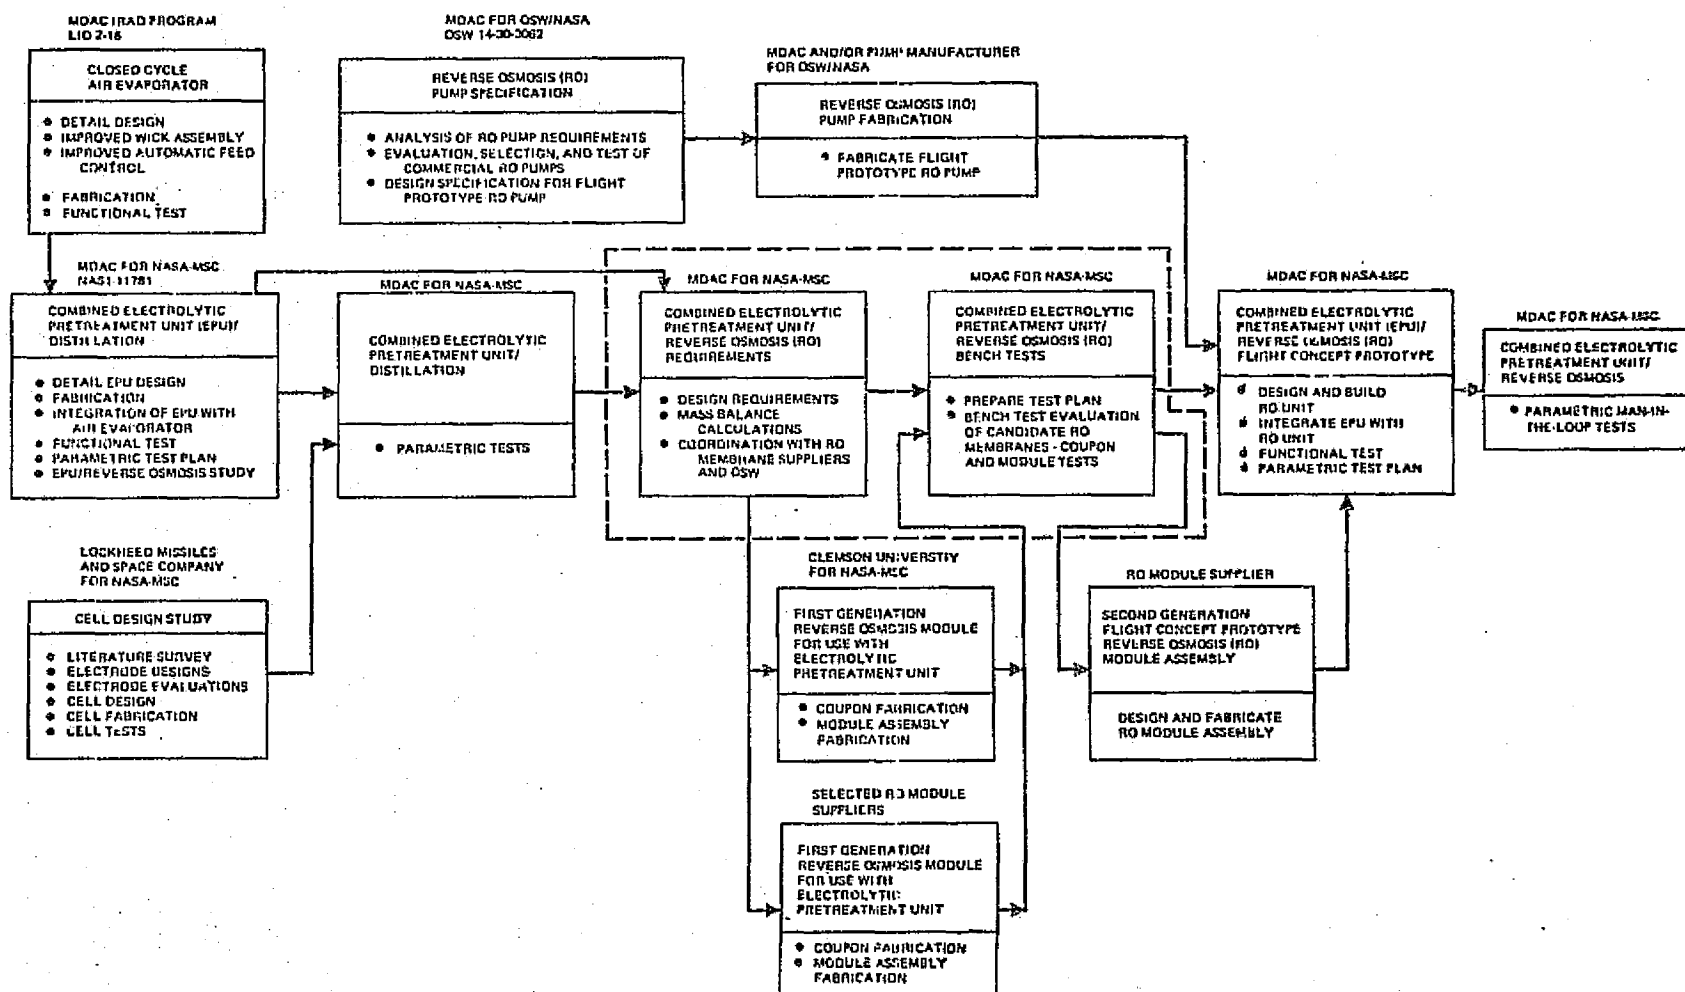 MDAC IRAD PROGRAM
CLOSED CYCLE
AIR EVAPORATOR
• DETAIL DESIGN
• IMPROVED WICK ASSEMBLY
• IMPROVED AUTOMATIC FEED
CONTROL
• FABRICATION
• FUNCTIONAL TEST
MDAC FOR OSW/NASA
OSW 14-30-3062
REVERSE OSMOSIS (RO)
PUMP SPECIFICATION
• ANALYSIS OF RO PUMP REQUIREMENTS
• EVALUATION, SELECTION, AND TEST OF
COMMERCIAL RO PUMPS
• DESIGN SPECIFICATION FOR FLIGHT
PROTOTYPE RO PUMP
MDAC AND/OR PUMP MANUFACTURER
FOR OSW/NASA
REVERSE OSMOSIS (RO)
PUMP FABRICATION
• FABRICATE FLIGHT
PROTOTYPE RO PUMP
MDAC FOR NASA-MSC
NAS1-11781
COMBINED ELECTROLYTIC
PRETREATMENT UNIT (EPU)/
DISTILLATION
• DETAIL EPU DESIGN
• FABRICATION
• INTEGRATION OF EPU WITH
AIR EVAPORATOR
• FUNCTIONAL TEST
• PARAMETRIC TEST PLAN
• EPU/REVERSE OSMOSIS STUDY
MDAC FOR NASA-MSC
COMBINED ELECTROLYTIC
PRETREATMENT UNIT/
DISTILLATION
• PARAMETRIC TESTS
MDAC FOR NASA-MSC
COMBINED ELECTROLYTIC
PRETREATMENT UNIT/
REVERSE OSMOSIS (RO)
REQUIREMENTS
• DESIGN REQUIREMENTS
• MASS BALANCE
CALCULATIONS
• COORDINATION WITH RO
MEMBRANE SUPPLIERS
AND OSW
MDAC FOR NASA-MSC
COMBINED ELECTROLYTIC
PRETREATMENT UNIT/
REVERSE OSMOSIS (RO)
BENCH TESTS
• PREPARE TEST PLAN
• BENCH TEST EVALUATION
OF CANDIDATE RO
MEMBRANES - COUPON
AND MODULE TESTS
MDAC FOR NASA-MSC
COMBINED ELECTROLYTIC
PRETREATMENT UNIT (EPU)/
REVERSE OSMOSIS (RO)
FLIGHT CONCEPT PROTOTYPE
• DESIGN AND BUILD
RO UNIT
• INTEGRATE EPU WITH
RO UNIT
• FUNCTIONAL TEST
• PARAMETRIC TEST PLAN
MDAC FOR NASA-MSC
COMBINED ELECTROLYTIC
PRETREATMENT UNIT/
REVERSE OSMOSIS
• PARAMETRIC MAN-IN-
THE-LOOP TESTS
LOCKHEED MISSILES
AND SPACE COMPANY
FOR NASA-MSC
CELL DESIGN STUDY
• LITERATURE SURVEY
• ELECTRODE DESIGNS
• ELECTRODE EVALUATIONS
• CELL DESIGN
• CELL FABRICATION
• CELL TESTS
CLEMSON UNIVERSTIY
FOR NASA-MSC
FIRST GENERATION
REVERSE OSMOSIS MODULE
FOR USE WITH
ELECTROLYTIC
PRETREATMENT UNIT
• COUPON FABRICATION
• MODULE ASSEMBLY
FABRICATION
RO MODULE SUPPLIER
SECOND GENERATION
FLIGHT CONCEPT PROTOTYPE
REVERSE OSMOSIS (RO)
MODULE ASSEMBLY
DESIGN AND FABRICATE
RO MODULE ASSEMBLY
SELECTED RO MODULE
SUPPLIERS
FIRST GENERATION
REVERSE OSMOSIS MODULE
FOR USE WITH
ELECTROLYTIC
PRETREATMENT UNIT
• COUPON FABRICATION
• MODULE ASSEMBLY
FABRICATION